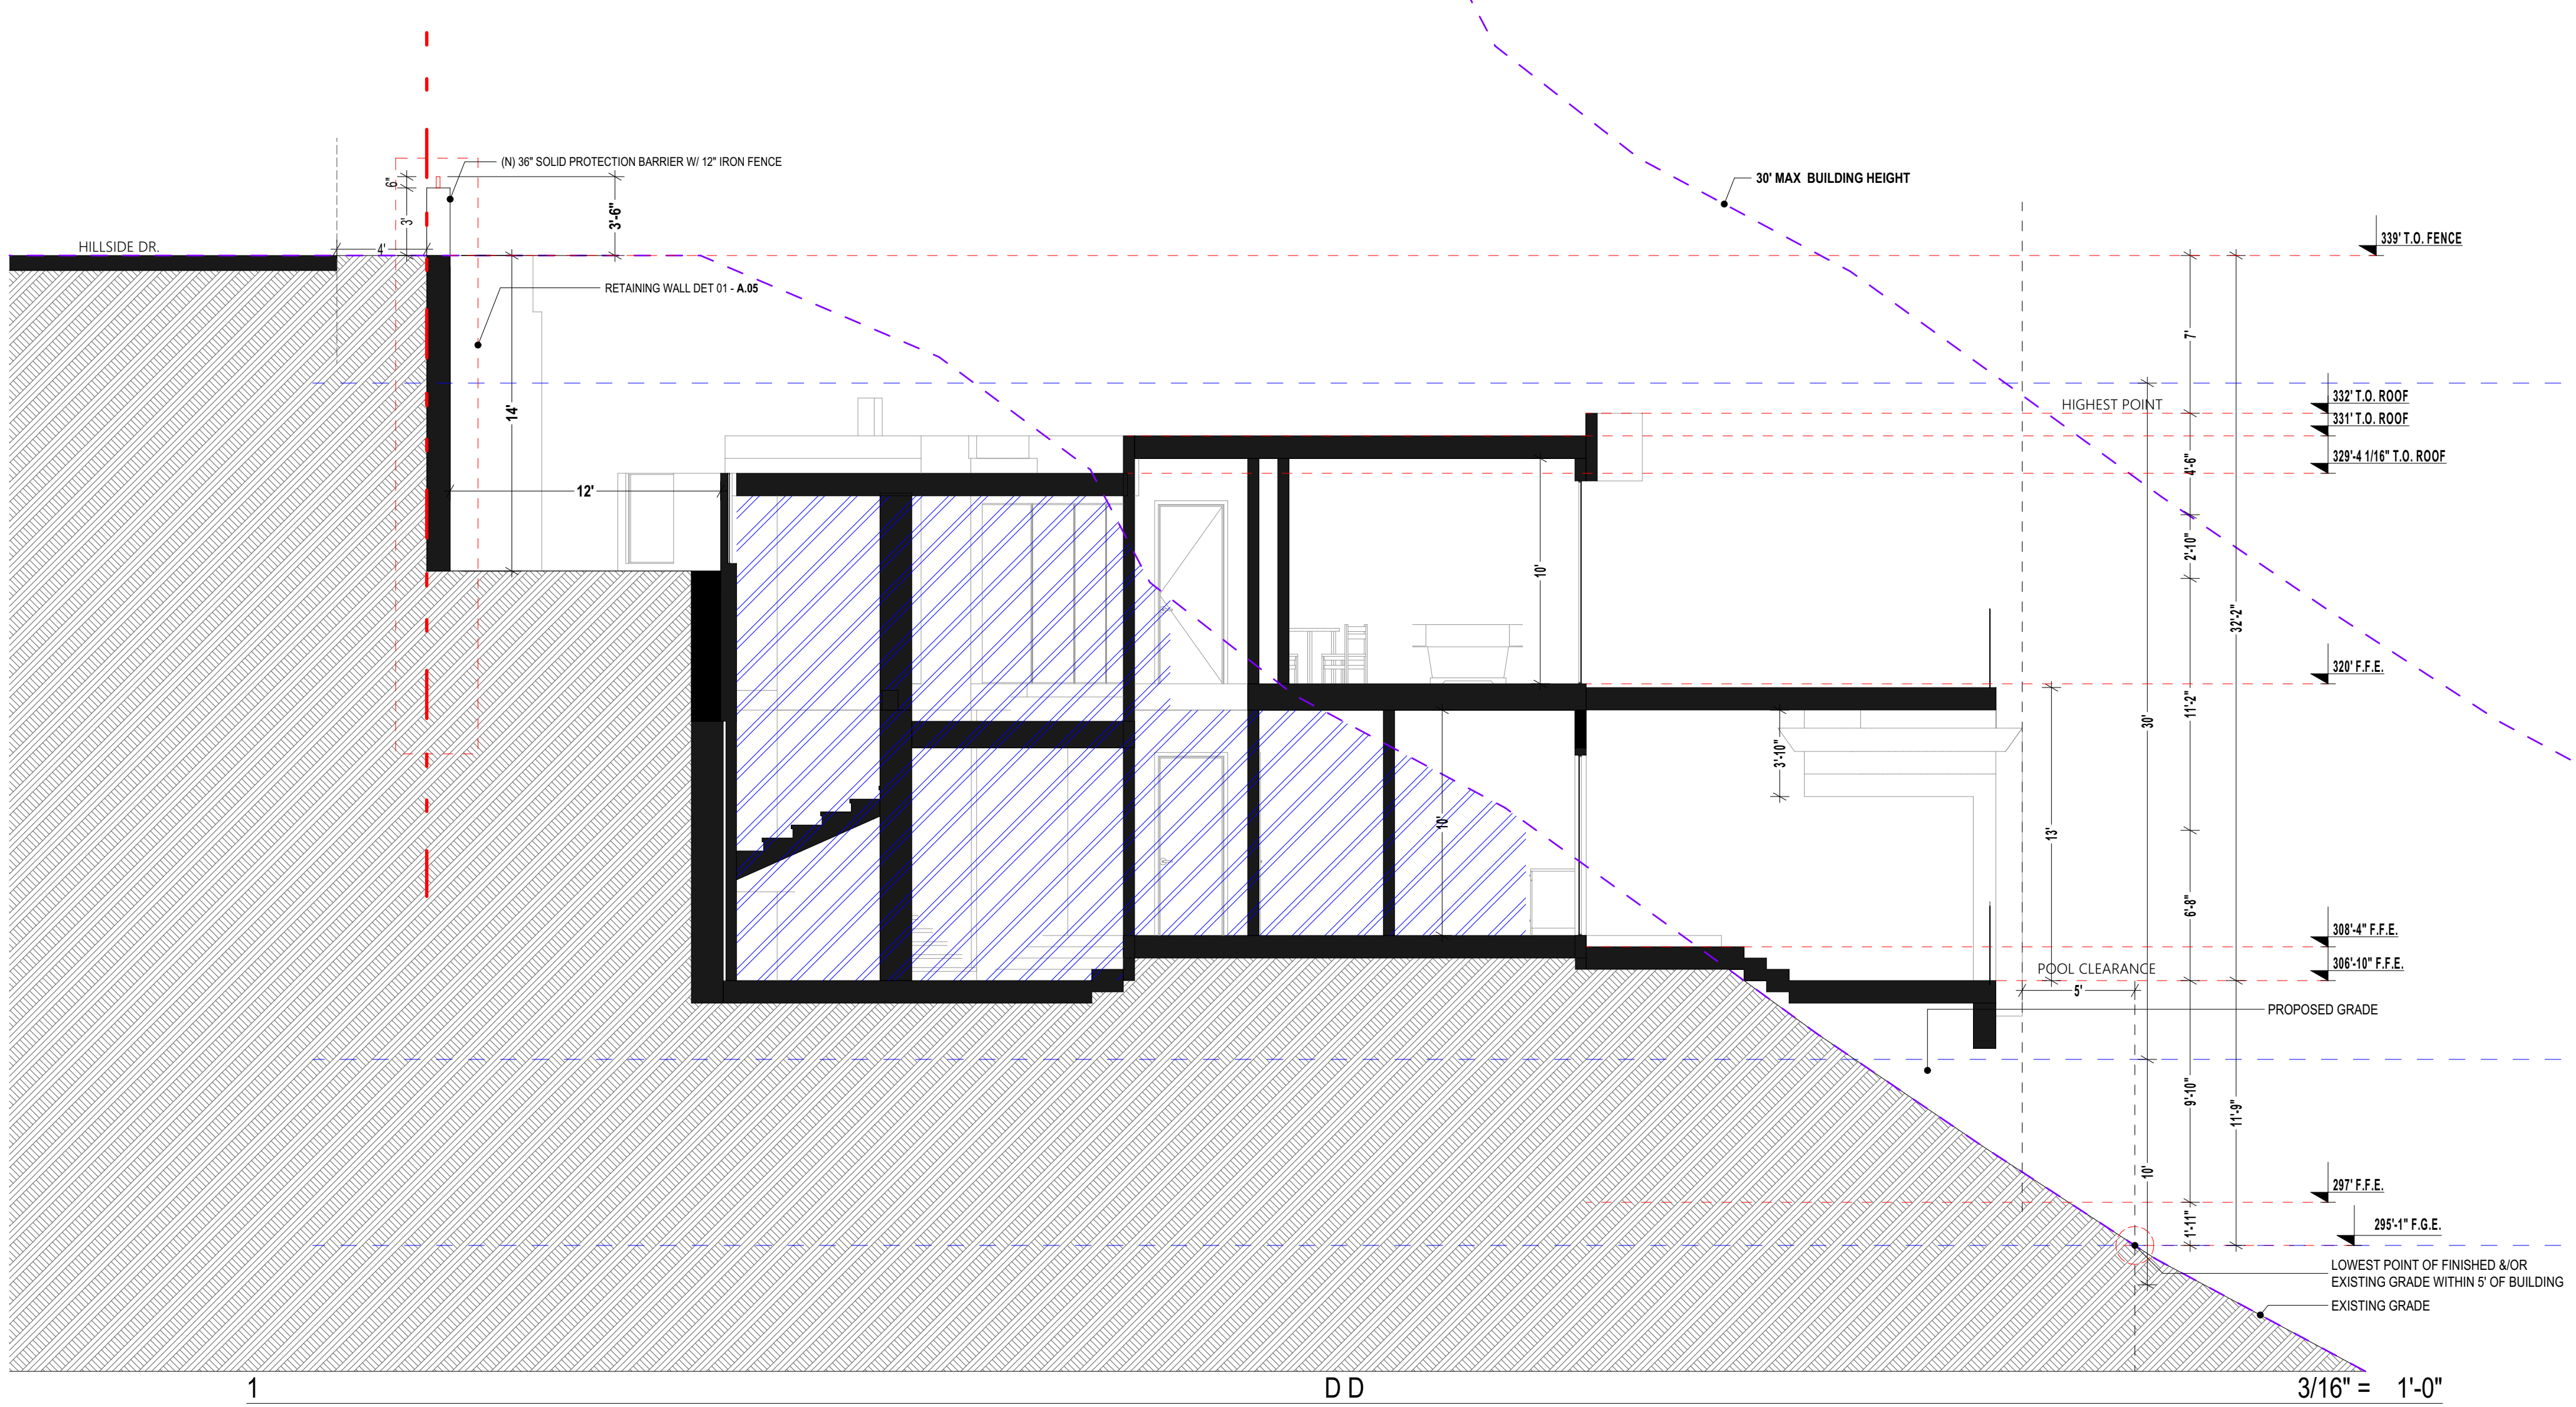 (N) 36" SOLID PROTECTION BARRIER W/ 12" IRON FENCE
30' MAX BUILDING HEIGHT
6"
3'
3'-6"
HILLSIDE DR.
4'
339' T.O. FENCE
RETAINING WALL DET 01 - A.05
7'
14'
HIGHEST POINT
332' T.O. ROOF
331' T.O. ROOF
329'-4 1/16" T.O. ROOF
4'-6"
12'
2'-10"
10'
32'-2"
320' F.F.E.
11'-2"
30'
3'-10"
10'
13'
6'-8"
308'-4" F.F.E.
306'-10" F.F.E.
POOL CLEARANCE
5'
PROPOSED GRADE
9'-10"
11'-9"
10'
297' F.F.E.
1'-11"
295'-1" F.G.E.
LOWEST POINT OF FINISHED &/OR
EXISTING GRADE WITHIN 5' OF BUILDING
EXISTING GRADE
1
D D
3/16" = 1'-0"